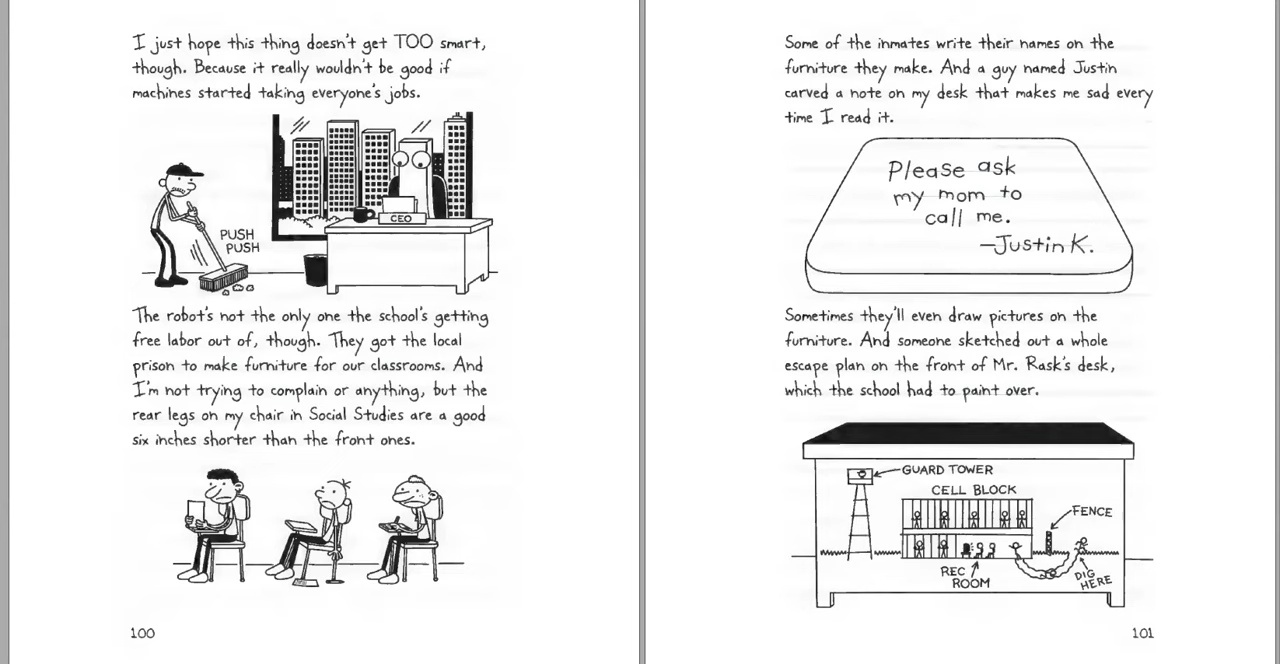 I just hope this thing doesn't get TOO smart,
though. Because it really wouldn't be good if
machines started taking everyone's jobs.
PUSH
PUSH
CEO
The robot's not the only one the school's getting
free labor out of, though. They got the local
prison to make furniture for our classrooms. And
I'm not trying to complain or anything, but the
rear legs on my chair in Social Studies are a good
six inches shorter than the front ones.
100
Some of the inmates write their names on the
furniture they make. And a guy named Justin
carved a note on my desk that makes me sad every
time I read it.
Please ask
my mom to
call me.
-Justin K.
Sometimes they'll even draw pictures on the
furniture. And someone sketched out a whole
escape plan on the front of Mr. Rask's desk,
which the school had to paint over.
GUARD TOWER
CELL BLOCK
FENCE
REC
ROOM
DIG
HERE
101